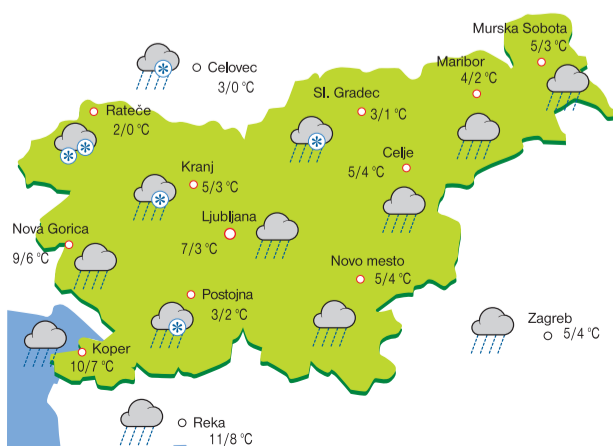 Murska Sobota
5/3 °C
Celovec
3/0 °C
Maribor
4/2 °C
Sl. Gradec
3/1 °C
Rateče
2/0 °C
Celje
5/4 °C
Kranj
5/3 °C
Ljubljana
7/3 °C
Nova Gorica
9/6 °C
Novo mesto
5/4 °C
Postojna
3/2 °C
Zagreb
5/4 °C
Koper
10/7 °C
Reka
11/8 °C